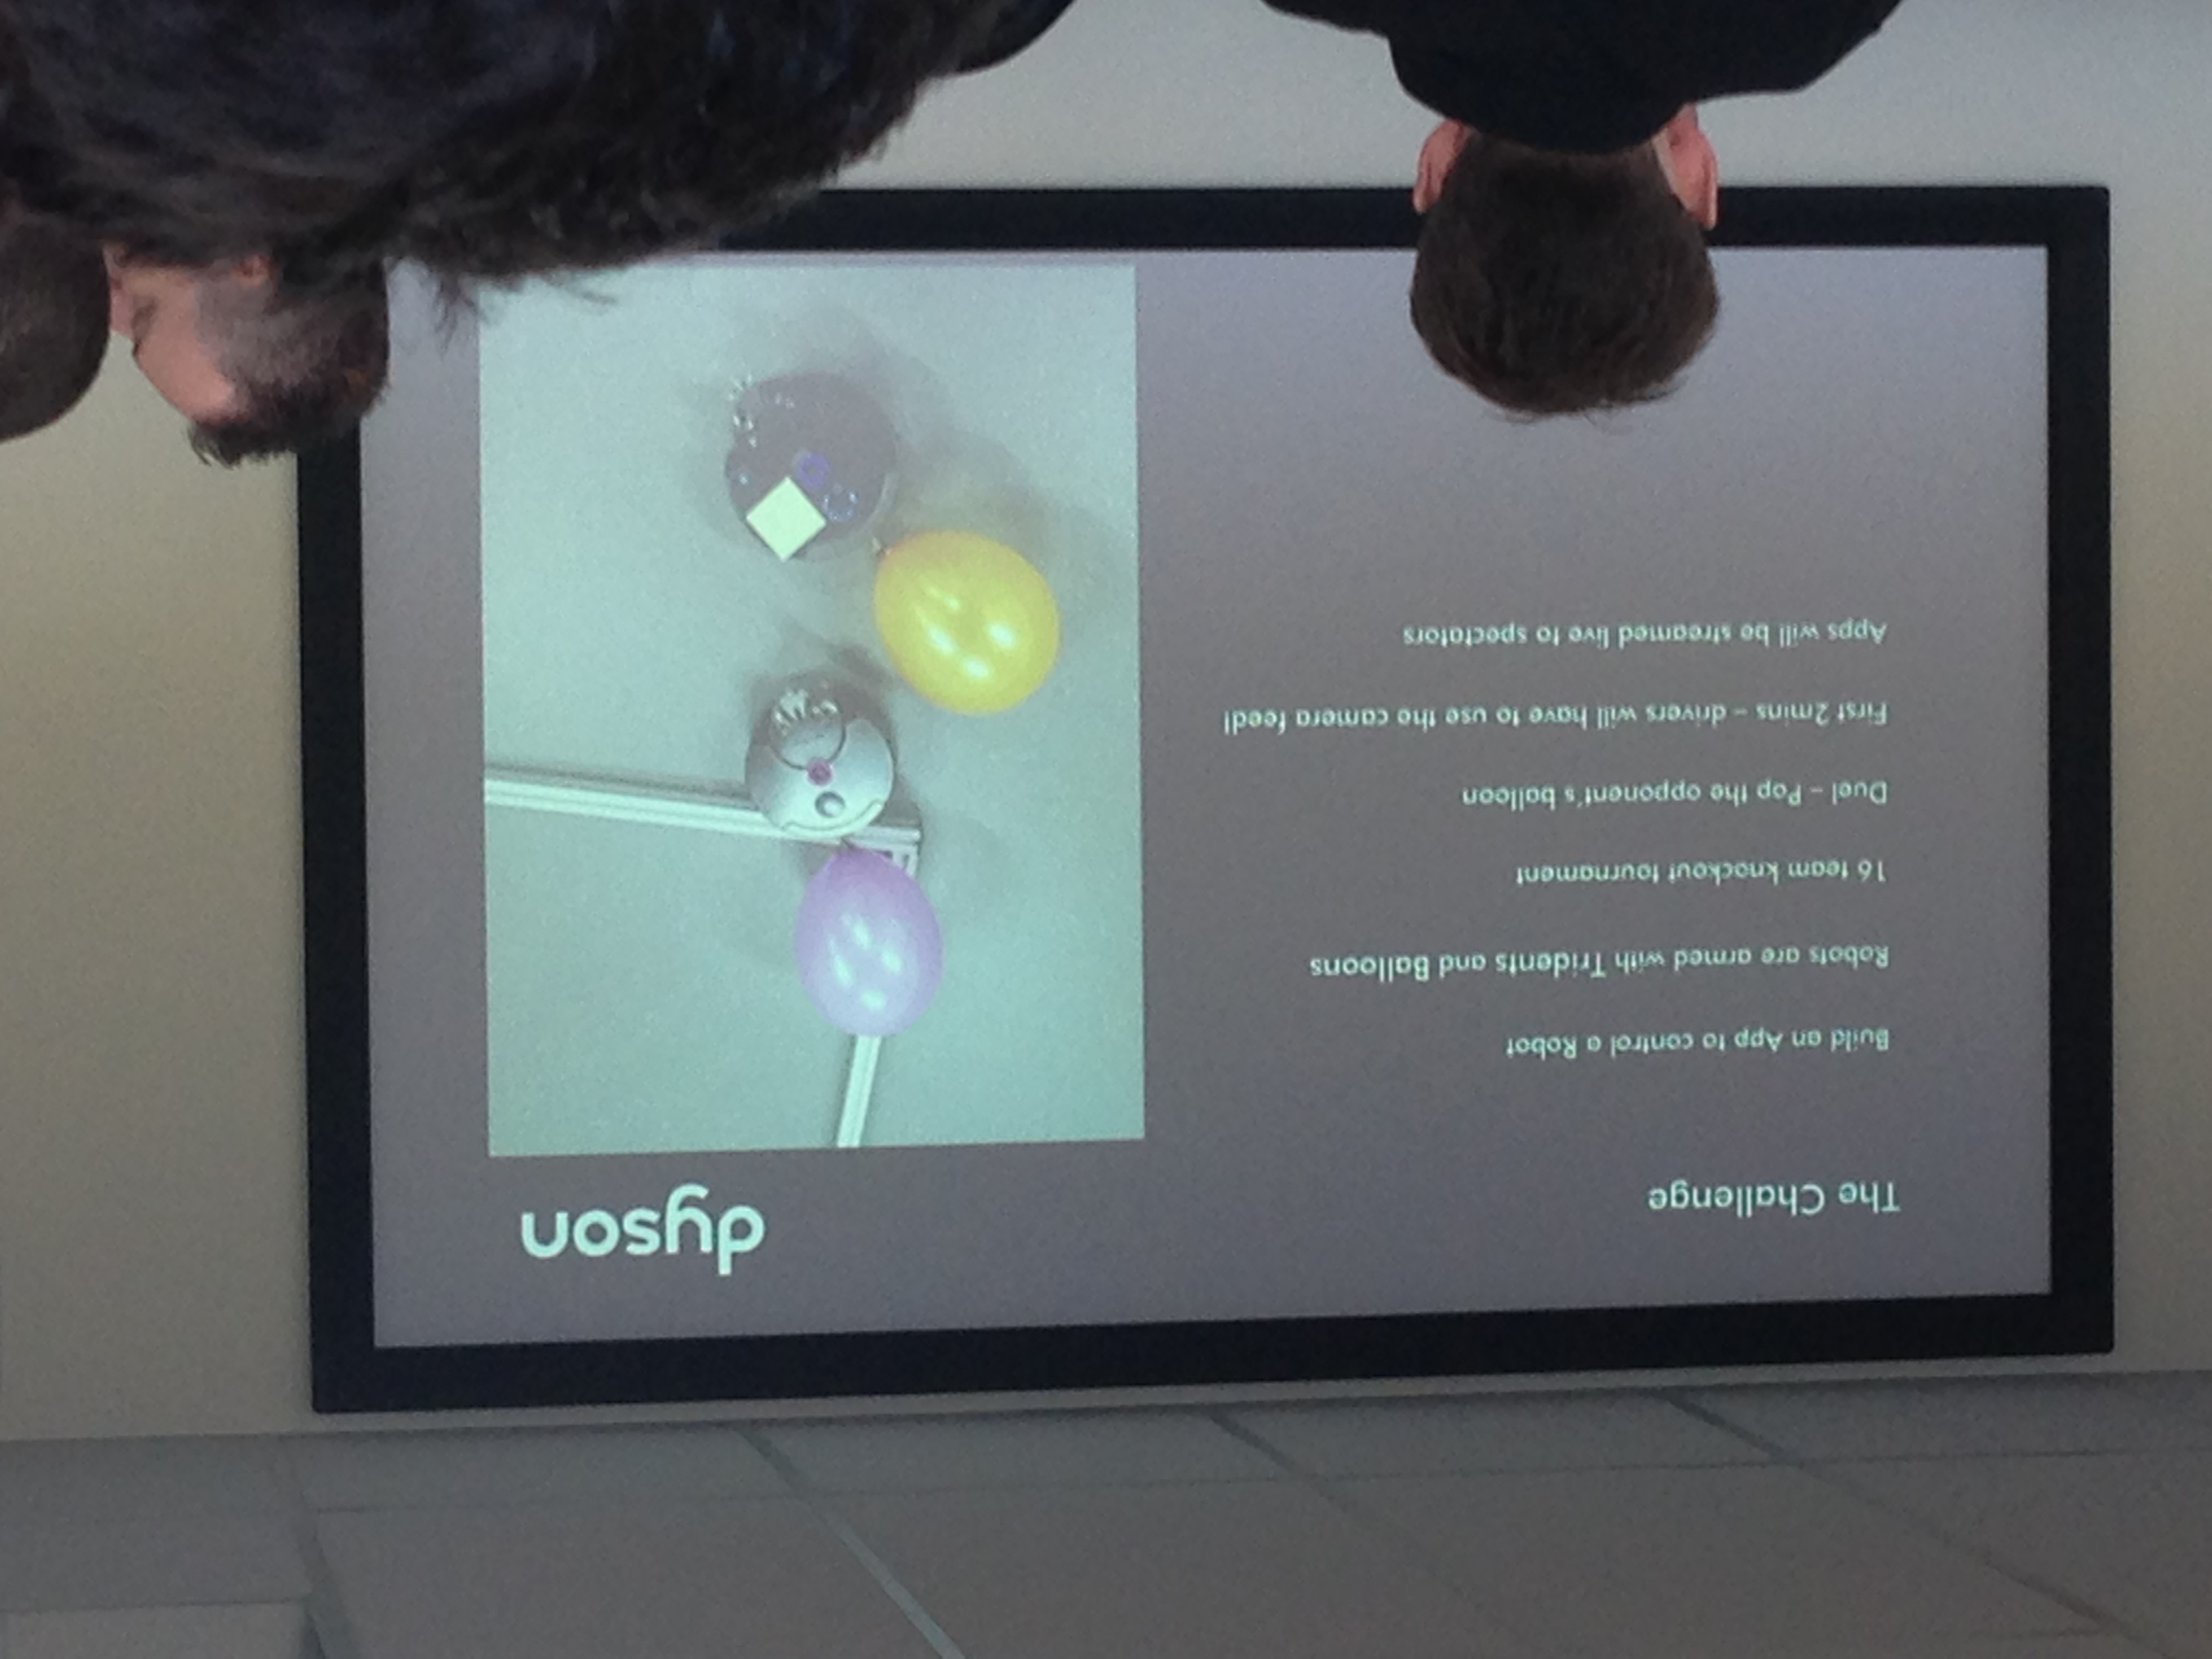 dyson
The Challenge
Build an App to control a Robot
Robots are armed with Tridents and Balloons
16 team knockout tournament
Duel – Pop the opponent's balloon
First 2mins – drivers will have to use the camera feed!
Apps will be streamed live to spectators